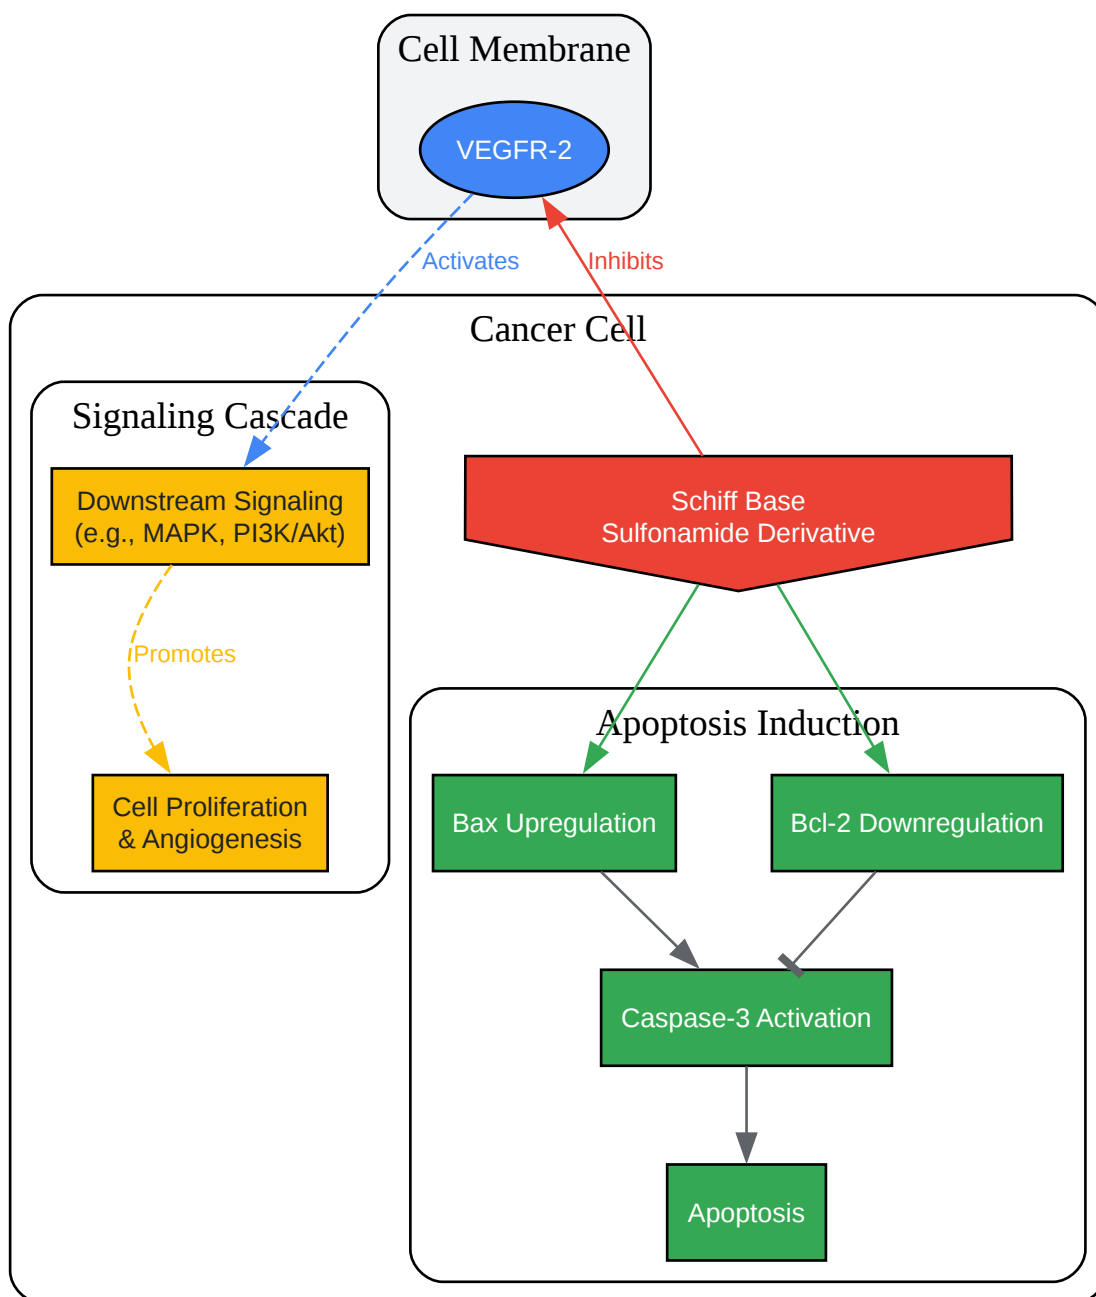 Cell Membrane
VEGFR-2
Activates
Inhibits
Cancer Cell
Signaling Cascade
Downstream Signaling
(e.g., MAPK, PI3K/Akt)
Schiff Base
Sulfonamide Derivative
Promotes
Apoptosis Induction
Cell Proliferation
& Angiogenesis
Bax Upregulation
Bcl-2 Downregulation
Caspase-3 Activation
Apoptosis